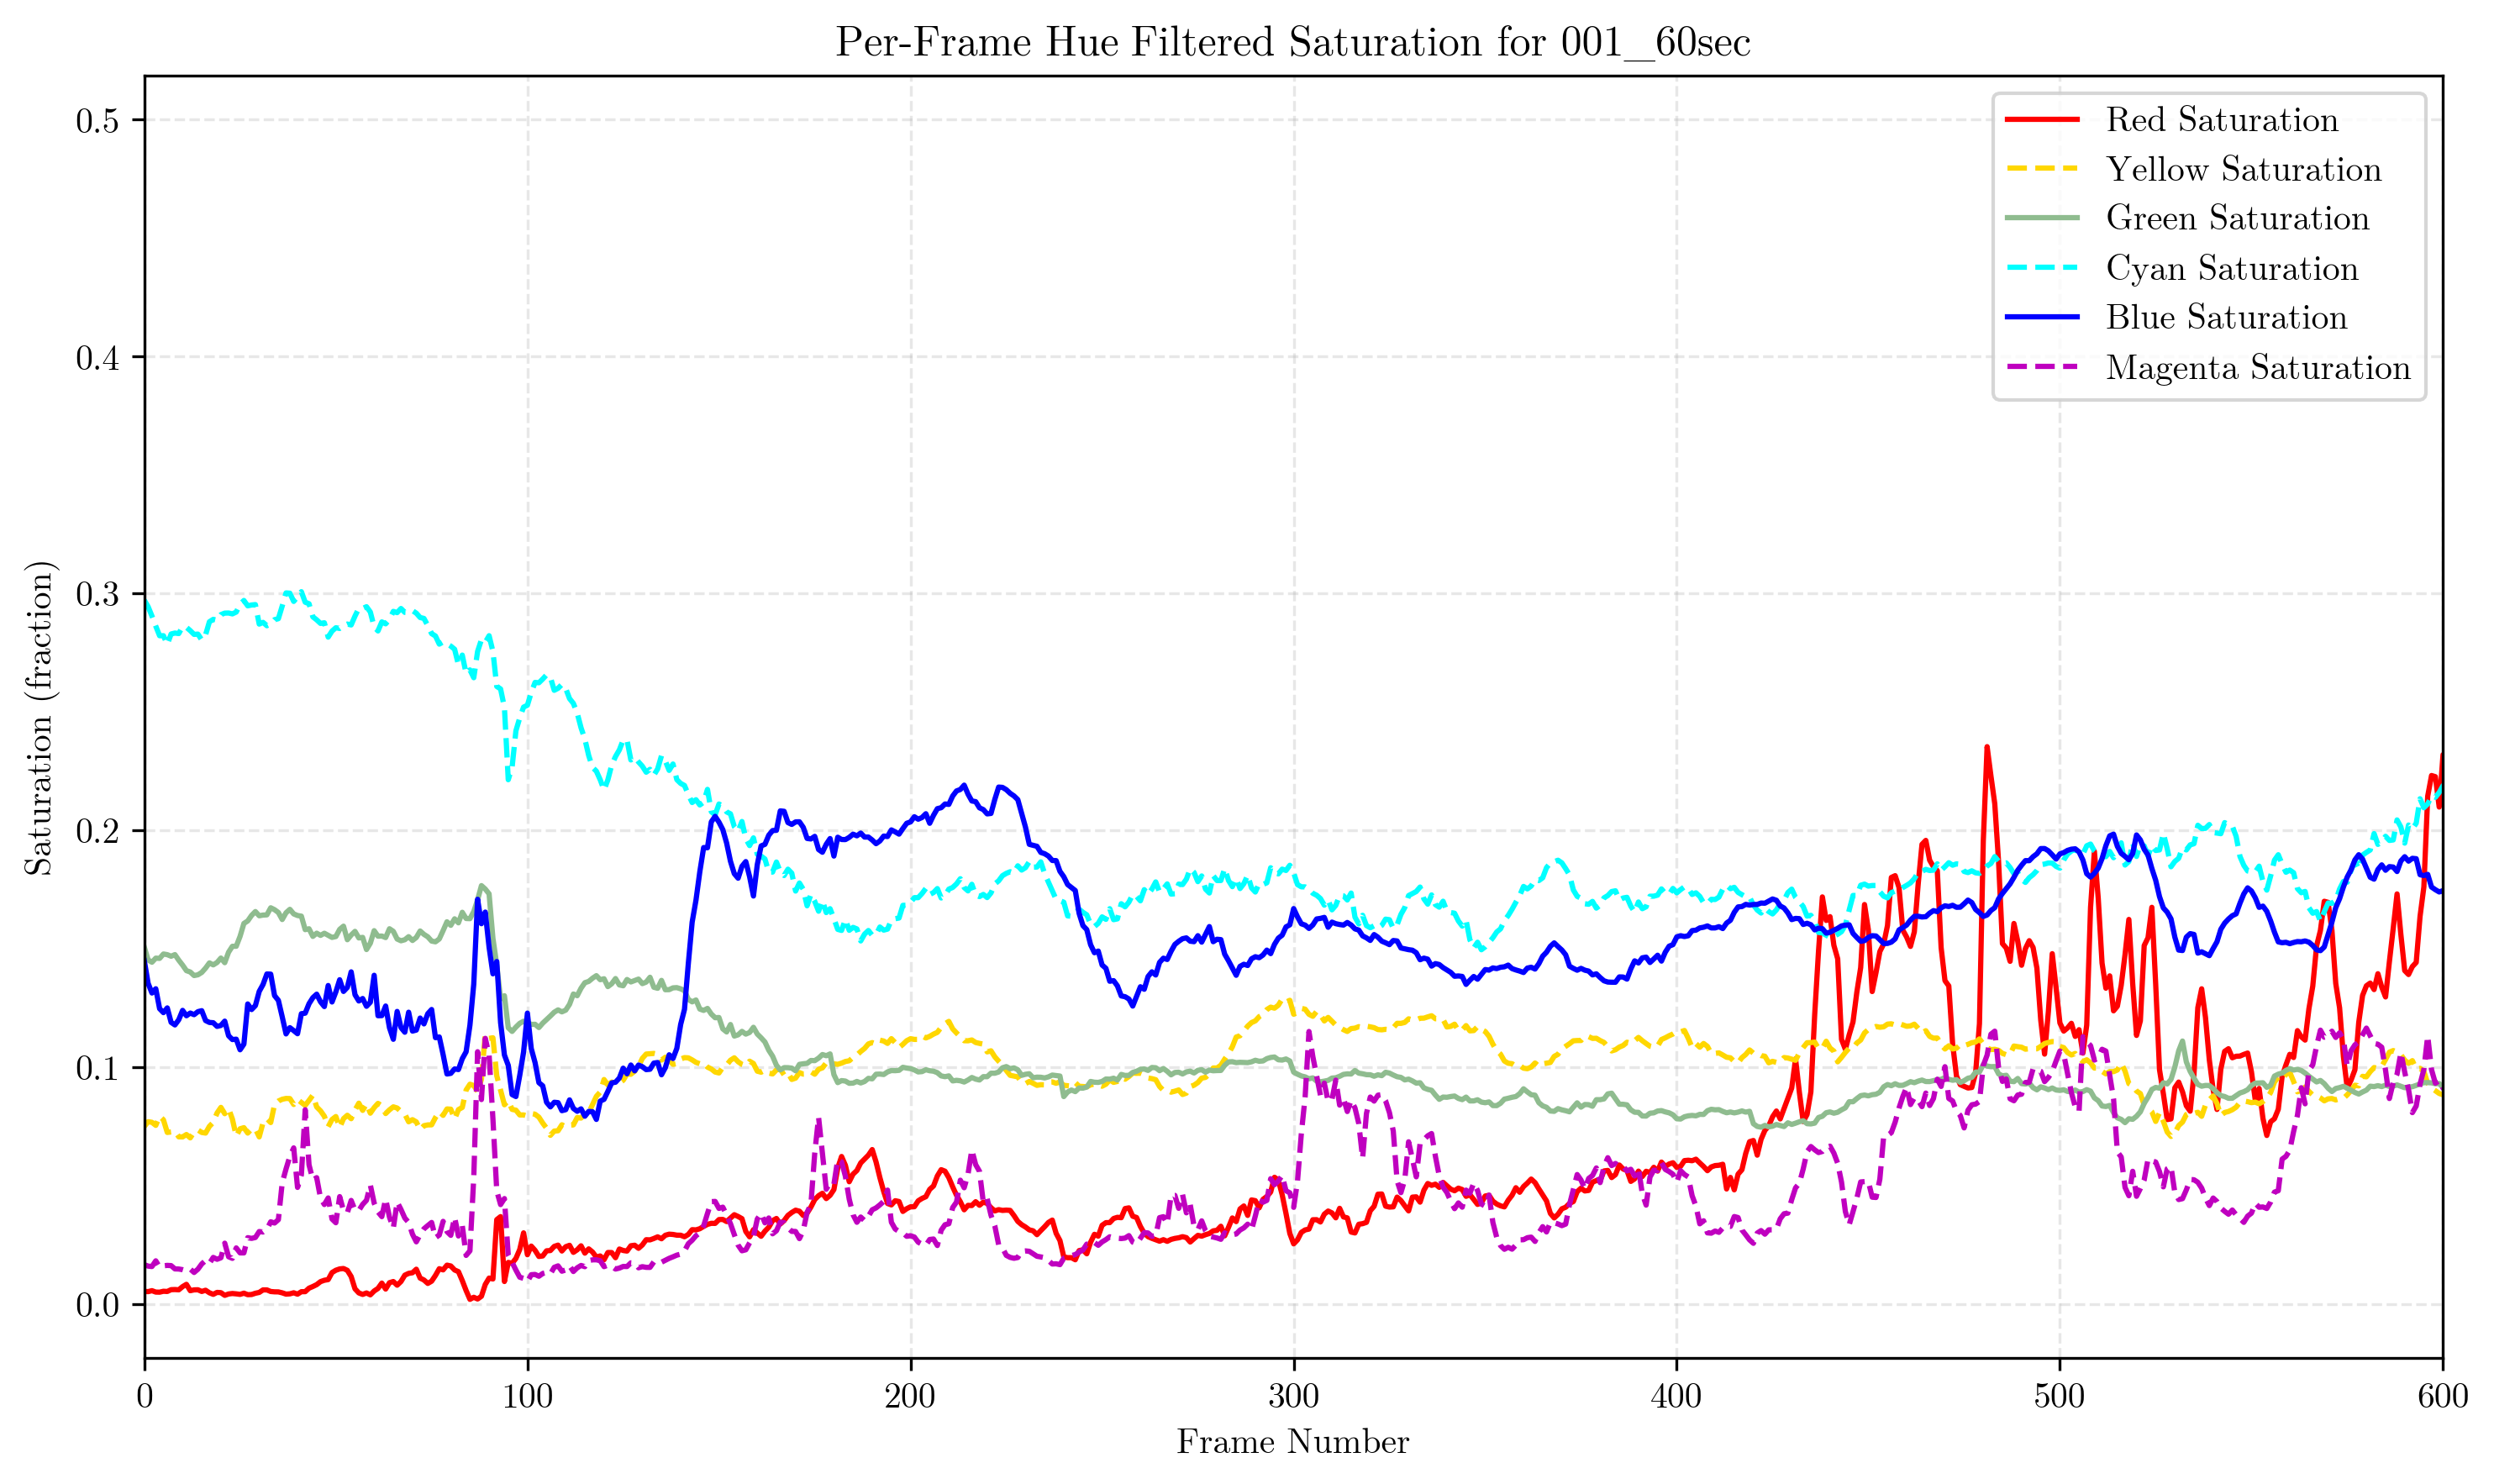 Per-Frame Hue Filtered Saturation for 001_60sec
Saturation (fraction)
0.5
0.4
0.3
0.2
0.1
0.0
Red Saturation
Yellow Saturation
Green Saturation
Cyan Saturation
Blue Saturation
Magenta Saturation
0 100 200 300 400 500 600
Frame Number